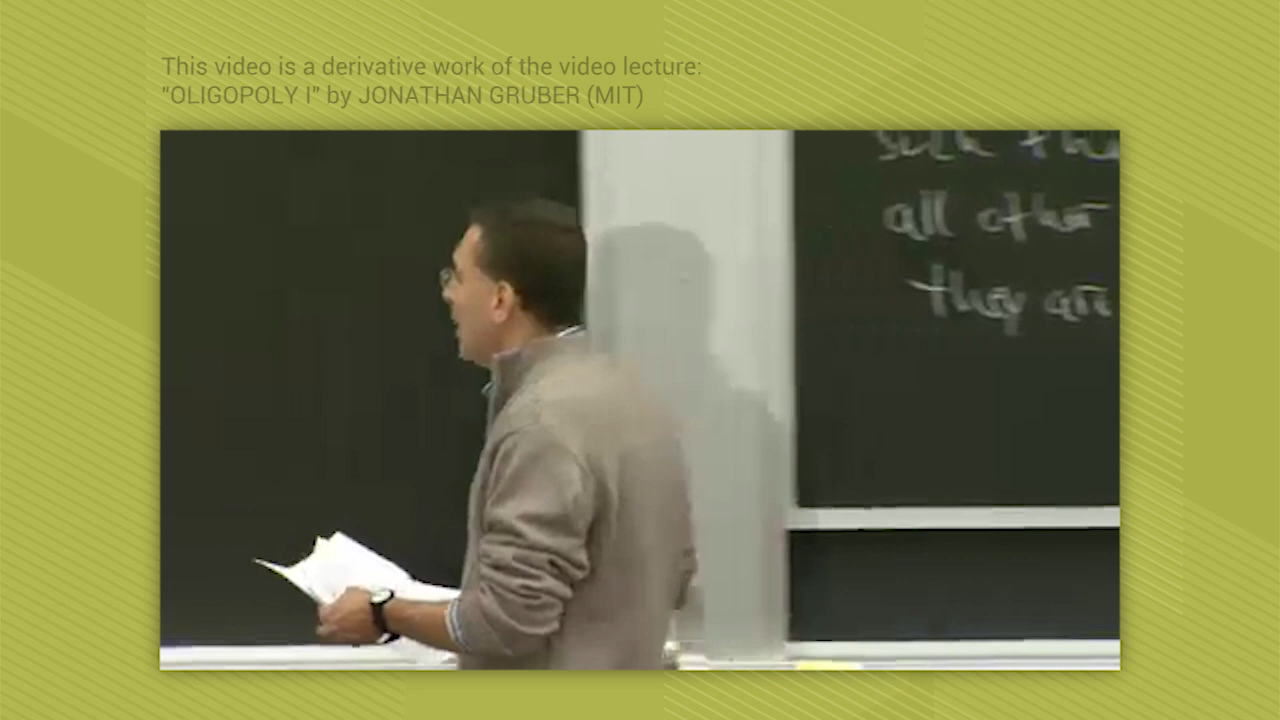 This video is a derivative work of the video lecture:
"OLIGOPOLY I" by JONATHAN GRUBER (MIT)
all other
they are